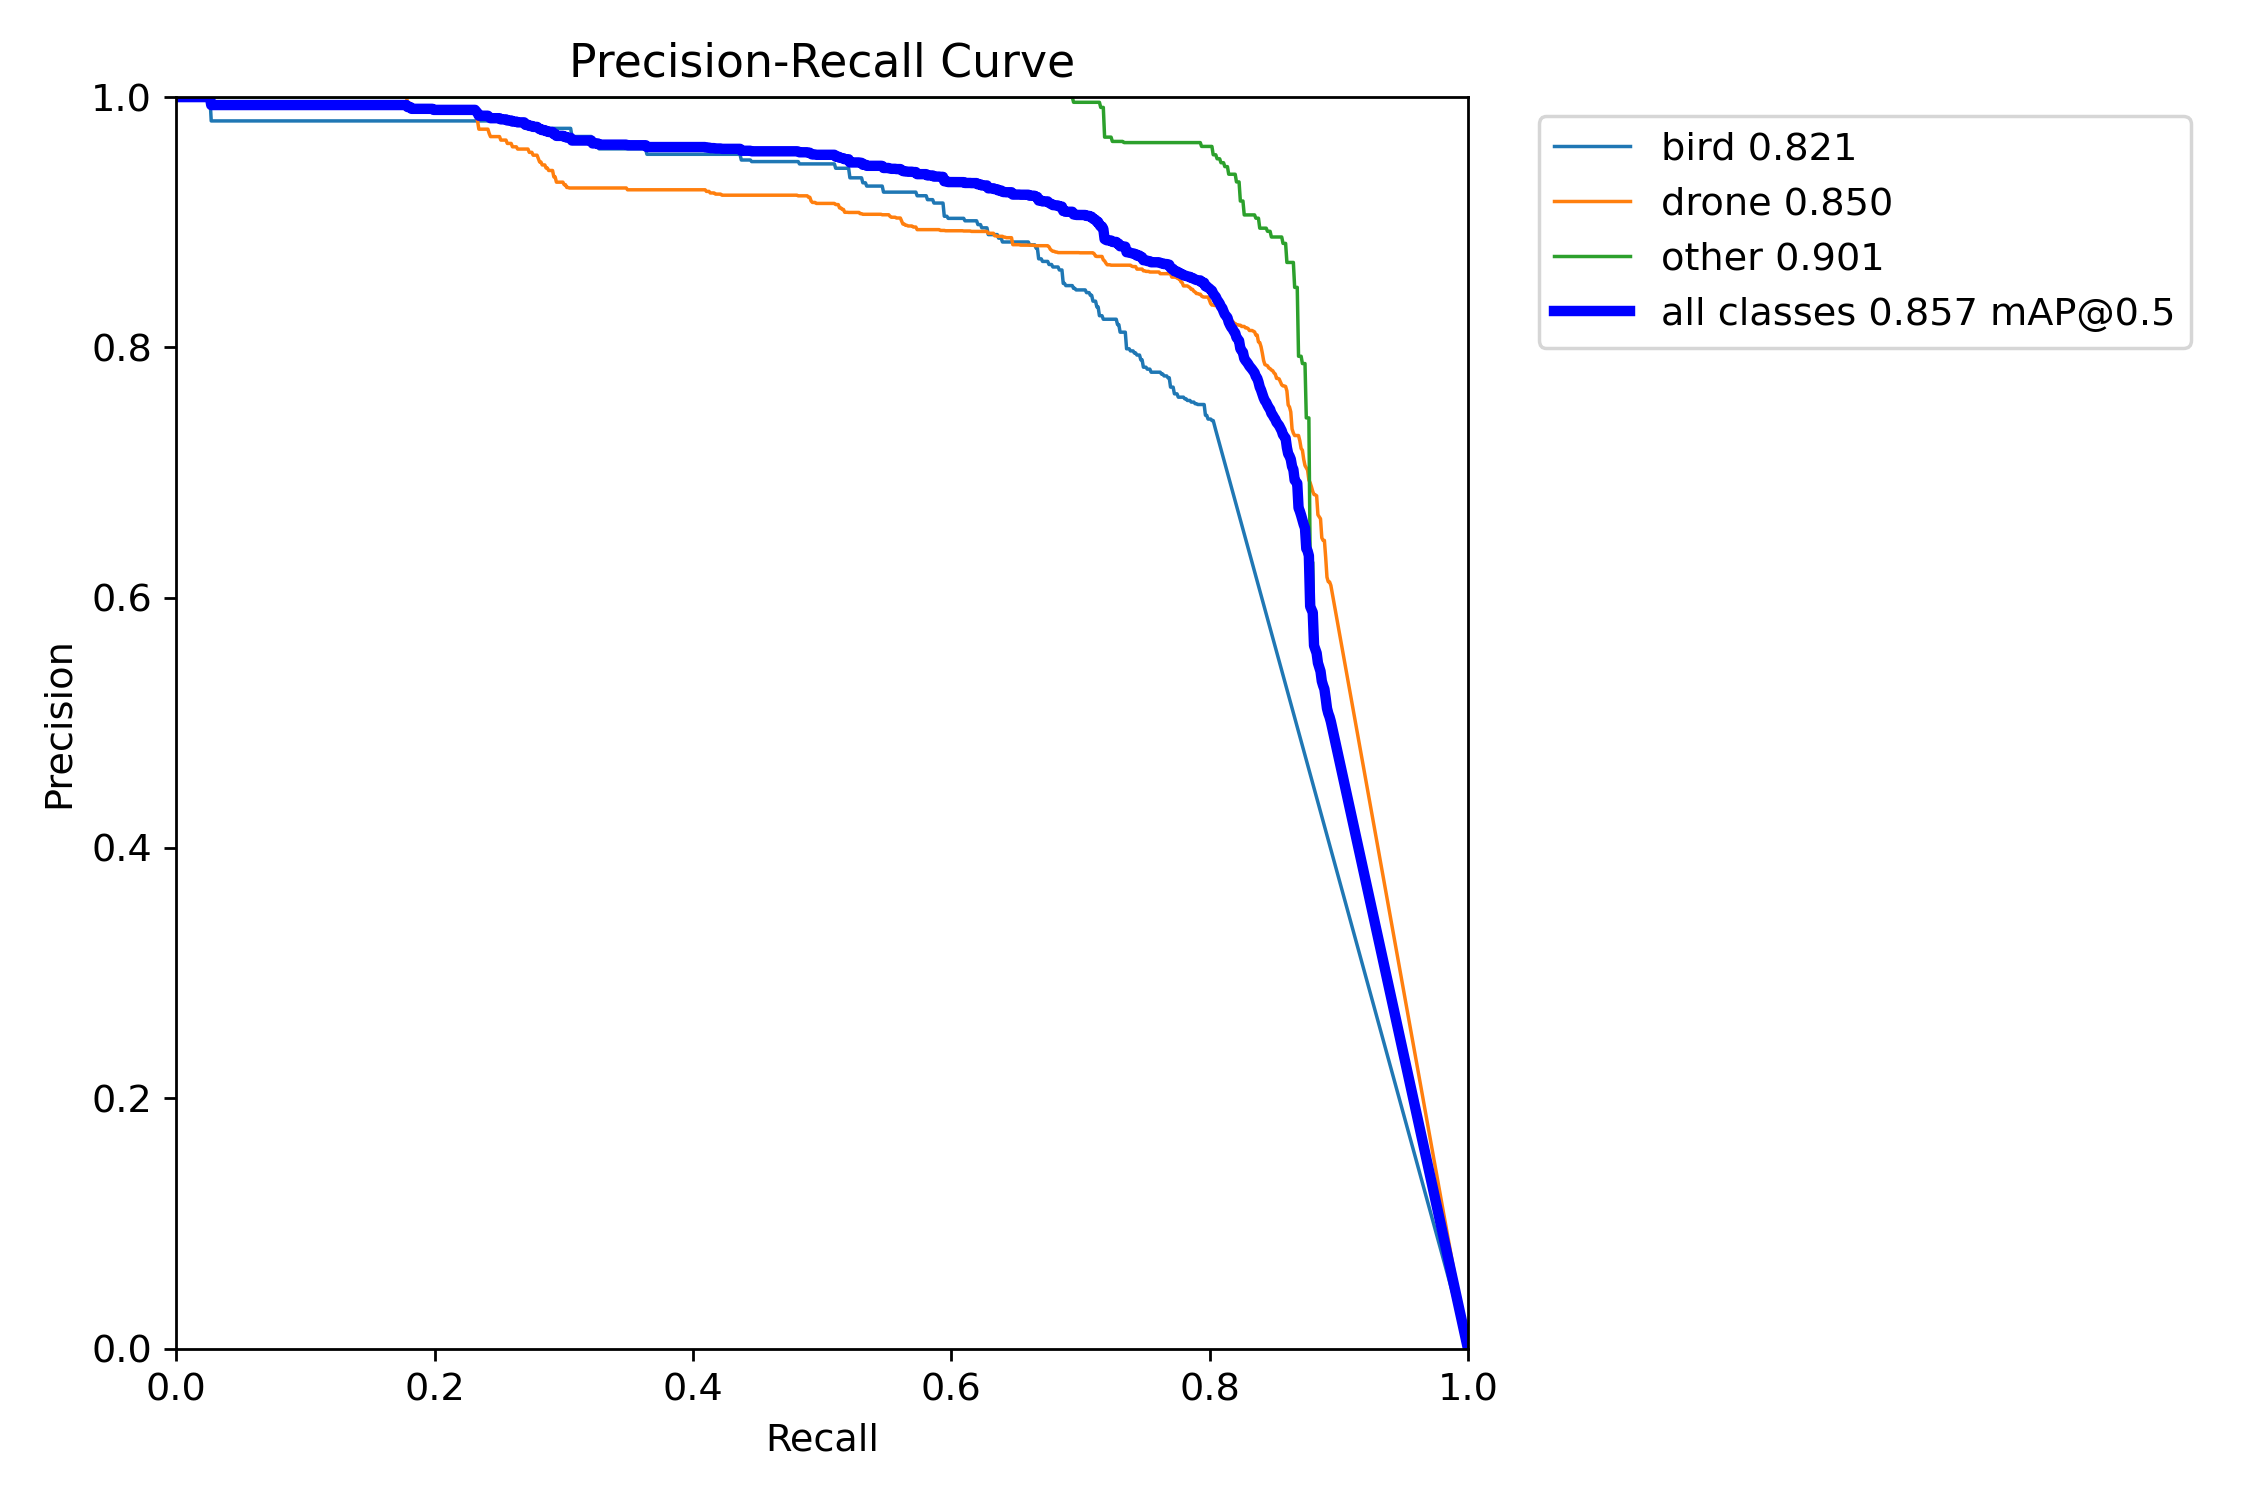 Precision-Recall Curve
1.0
0.8
0.6
0.4
0.2
0.0
Precision
0.0 0.2 0.4 0.6 0.8 1.0
Recall
bird 0.821
drone 0.850
other 0.901
all classes 0.857 mAP@0.5